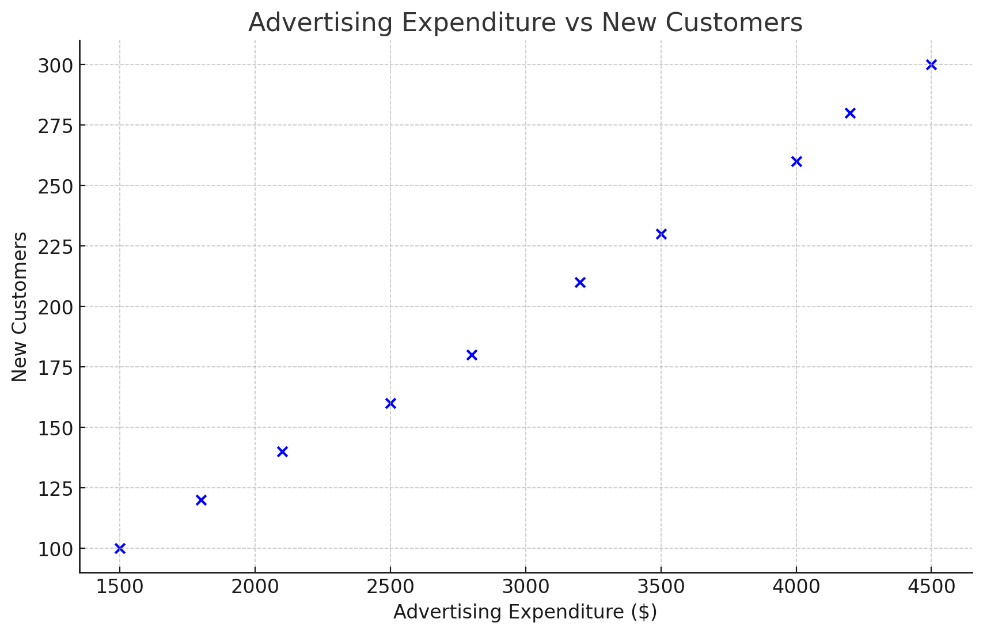 Advertising Expenditure vs New Customers
300
275
250
225
200
175
150
125
100
New Customers
1500 2000 2500 3000 3500 4000 4500
Advertising Expenditure ($)